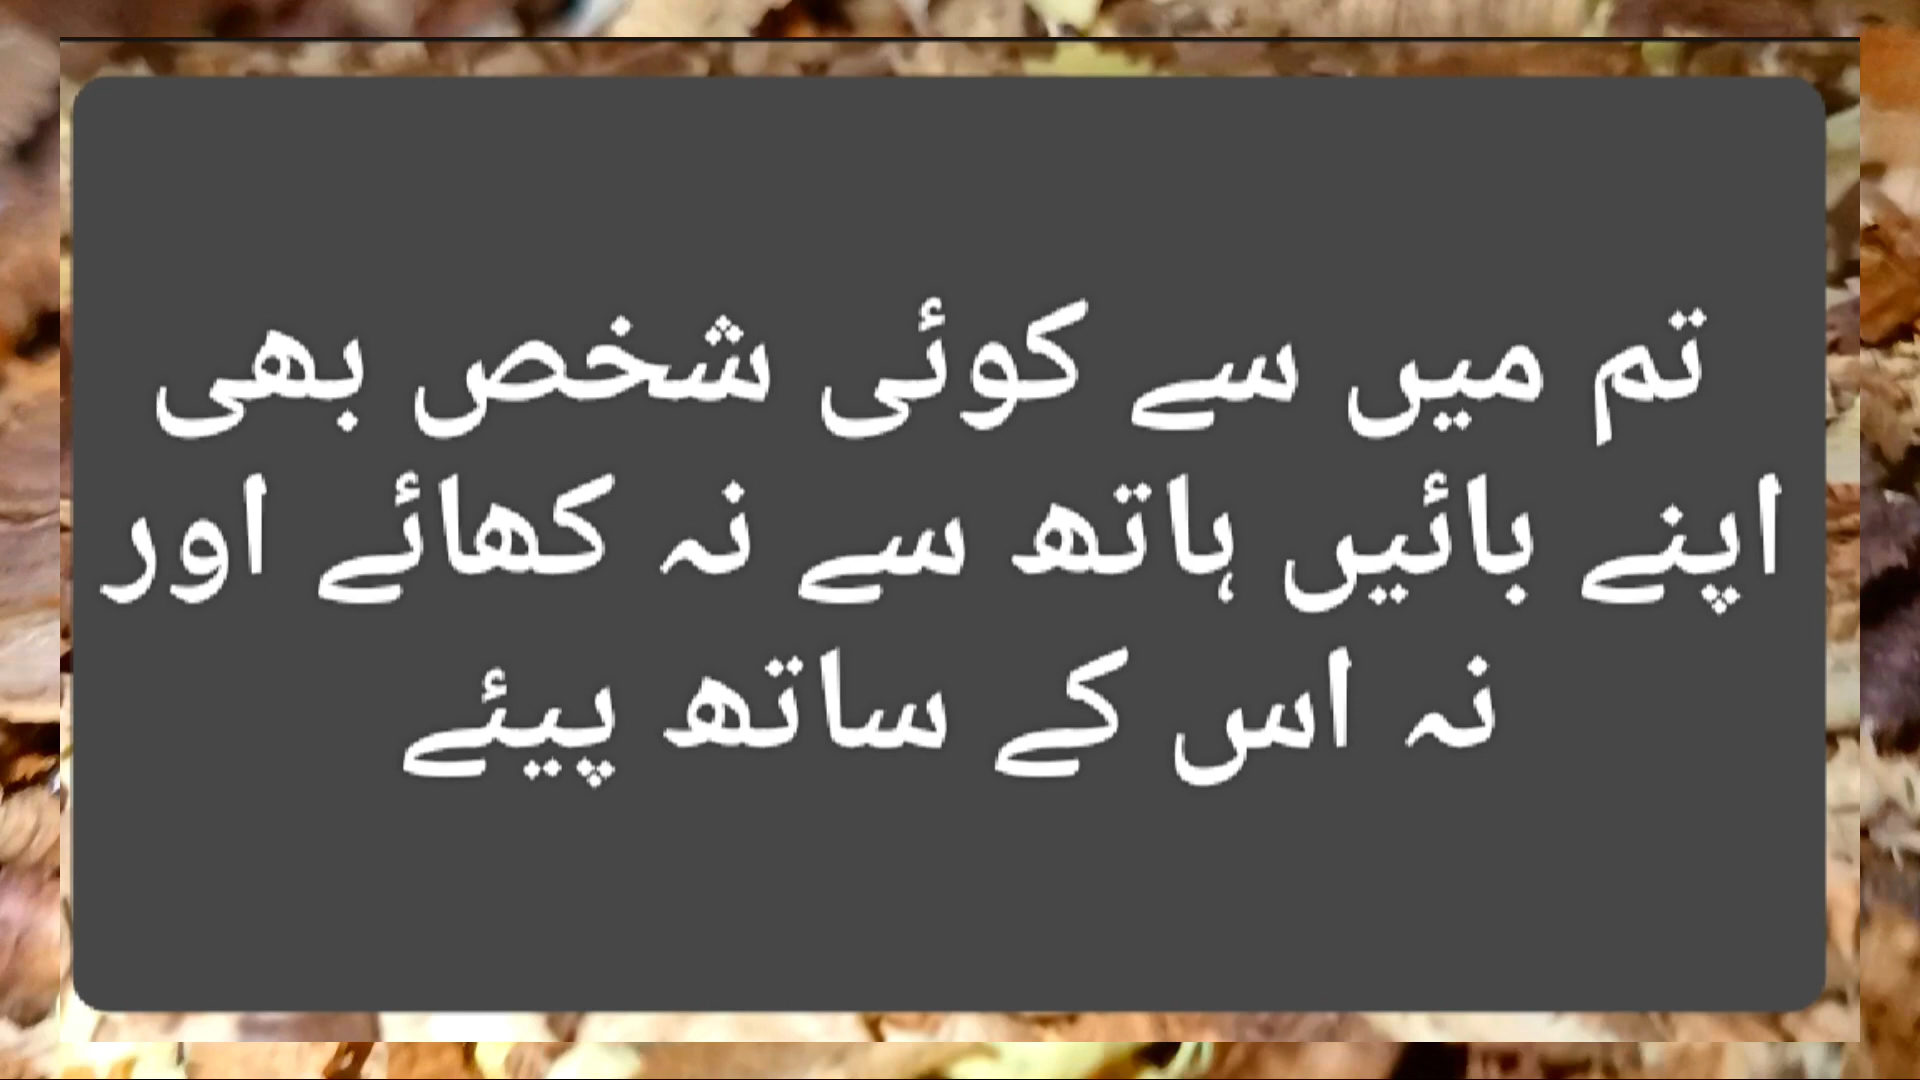 تم میں سے کوئی شخص بھی
اپنے بائیں ہاتھ سے نہ کھائے اور
نہ اس کے ساتھ پیئے